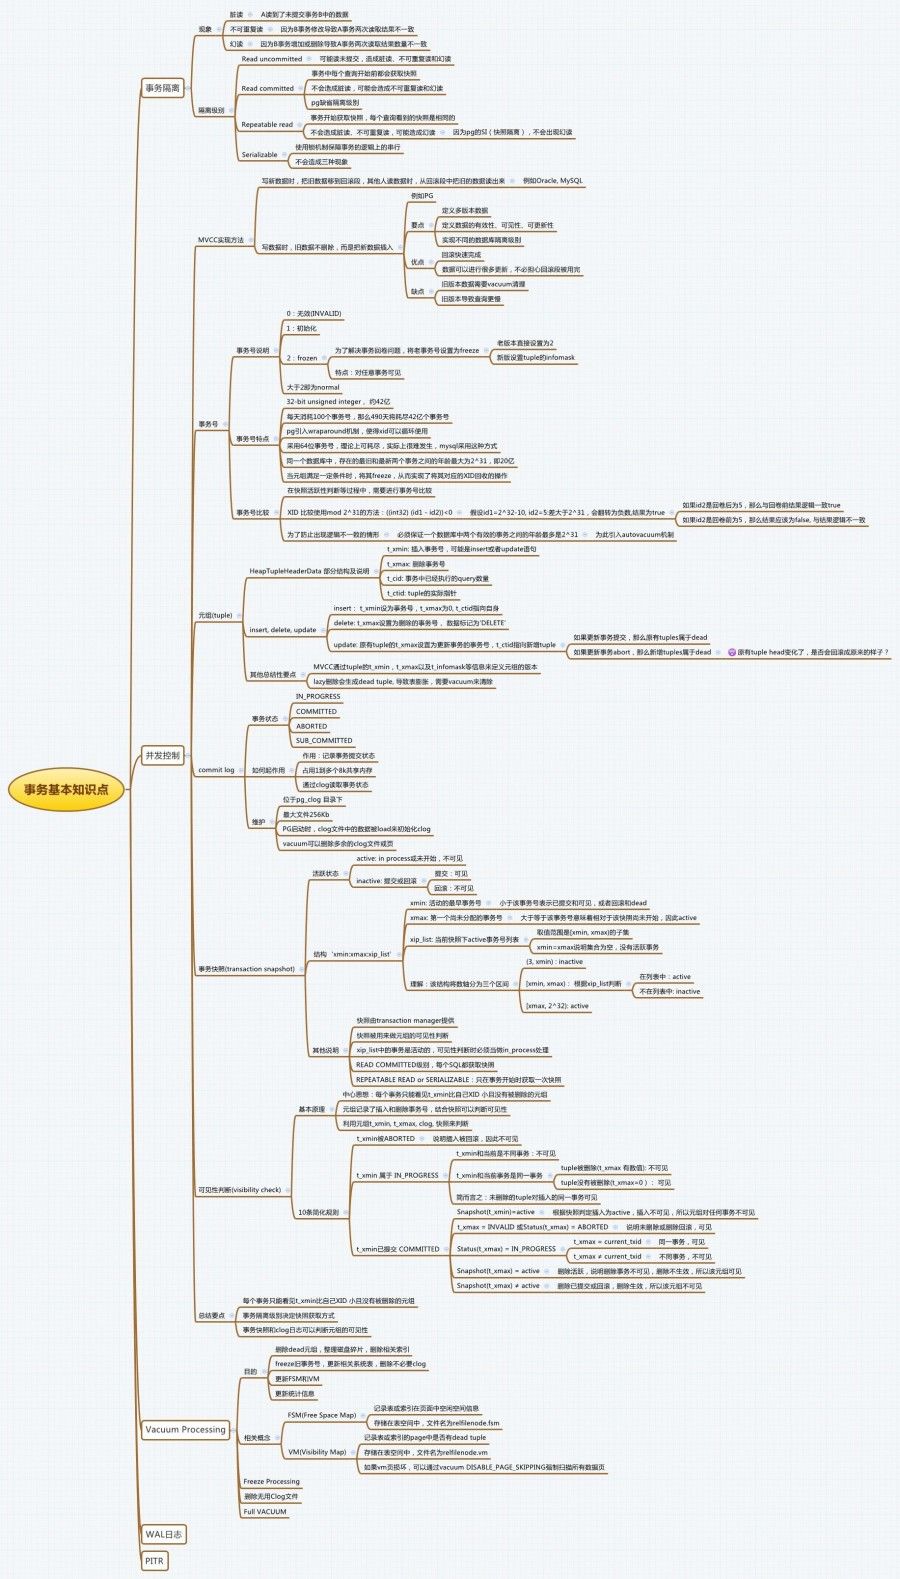 事务基本知识点
事务隔离
现象
脏读
A读到了未提交事务B中的数据
不可重复读
因为B事务修改导致A事务两次读取结果不一致
幻读
因为B事务增加或删除导致A事务两次读取结果数量不一致
隔离级别
Read uncommitted
可能读未提交，造成脏读、不可重复读和幻读
Read committed
事务中每个查询开始前都会获取快照
不会造成脏读，可能会造成不可重复读和幻读
pg缺省隔离级别
Repeatable read
事务开始获取快照，每个查询看到的快照是相同的
不会造成脏读、不可重复读，可能造成幻读
因为pg的SI（快照隔离），不会出现幻读
Serializable
使用锁机制保障事务的逻辑上的串行
不会造成三种现象
并发控制
MVCC实现方法
写新数据时，把旧数据移到回滚段，其他人读数据时，从回滚段中把旧的数据读出来
例如Oracle, MySQL
写数据时，旧数据不删除，而是把新数据插入
例如PG
要点
定义多版本数据
定义数据的有效性、可见性、可更新性
实现不同的数据库隔离级别
优点
回滚快速完成
数据可以进行很多更新，不必担心回滚段被用完
缺点
旧版本数据需要vacuum清理
旧版本导致查询更慢
事务号
事务号说明
0：无效(INVALID)
1：初始化
2：frozen
为了解决事务回卷问题，将老事务号设置为freeze
老版本直接设置为2
新版设置tuple的infomask
特点：对任意事务可见
大于2即为normal
事务号特点
32-bit unsigned integer， 约42亿
每天消耗100个事务号，那么490天将耗尽42亿个事务号
pg引入wraparound机制，使得xid可以循环使用
采用64位事务号，理论上可耗尽，实际上很难发生，mysql采用这种方式
同一个数据库中，存在的最旧和最新两个事务之间的年龄最大为2^31，即20亿
当元组满足一定条件时，将其freeze，从而实现了将其对应的XID回收的操作
事务号比较
在快照活跃性判断等过程中，需要进行事务号比较
XID 比较使用mod 2^31的方法：((int32) (id1 - id2))<0
假设id1=2^32-10, id2=5:差大于2^31，会翻转为负数,结果为true
如果id2是回卷后为5，那么与回卷前结果逻辑一致true
如果id2是回卷前为5，那么结果应该为false, 与结果逻辑不一致
为了防止出现逻辑不一致的情形
必须保证一个数据库中两个有效的事务之间的年龄最多是2^31
为此引入autovacuum机制
元组(tuple)
HeapTupleHeaderData 部分结构及说明
t_xmin: 插入事务号，可能是insert或者update语句
t_xmax: 删除事务号
t_cid: 事务中已经执行的query数量
t_ctid: tuple的实际指针
insert, delete, update
insert： t_xmin设为事务号，t_xmax为0, t_ctid指向自身
delete: t_xmax设置为删除的事务号， 数据标记为'DELETE'
update: 原有tuple的t_xmax设置为更新事务的事务号，t_ctid指向新增tuple
如果更新事务提交，那么原有tuples属于dead
如果更新事务abort，那么新增tuples属于dead
原有tuple head变化了，是否会回滚成原来的样子？
其他总结性要点
MVCC通过tuple的t_xmin，t_xmax以及t_infomask等信息来定义元组的版本
lazy删除会生成dead tuple, 导致表膨胀，需要vacuum来清除
commit log
事务状态
IN_PROGRESS
COMMITTED
ABORTED
SUB_COMMITTED
如何起作用
作用：记录事务提交状态
占用1到多个8k共享内存
通过clog读取事务状态
维护
位于pg_clog 目录下
最大文件256Kb
PG启动时，clog文件中的数据被load来初始化clog
vacuum可以删除多余的clog文件或页
事务快照(transaction snapshot)
活跃状态
active: in process或未开始，不可见
inactive: 提交或回滚
提交：可见
回滚：不可见
结构 'xmin:xmax:xip_list'
xmin: 活动的最早事务号
小于该事务号表示已提交和可见，或者回滚和dead
xmax: 第一个尚未分配的事务号
大于等于该事务号意味着相对于该快照尚未开始，因此active
xip_list: 当前快照下active事务号列表
取值范围是[xmin, xmax)的子集
xmin=xmax说明集合为空，没有活跃事务
理解：该结构将数轴分为三个区间
(3, xmin) : inactive
[xmin, xmax)： 根据xip_list判断
在列表中：active
不在列表中: inactive
[xmax, 2^32): active
其他说明
快照由transaction manager提供
快照被用来做元组的可见性判断
xip_list中的事务是活动的，可见性判断时必须当做in_process处理
READ COMMITTED级别，每个SQL都获取快照
REPEATABLE READ or SERIALIZABLE：只在事务开始时获取一次快照
可见性判断(visibility check)
基本原理
中心思想：每个事务只能看见t_xmin比自己XID 小且没有被删除的元组
元组记录了插入和删除事务号，结合快照可以判断可见性
利用元组t_xmin, t_xmax, clog, 快照来判断
10条简化规则
t_xmin被ABORTED
说明插入被回滚，因此不可见
t_xmin 属于 IN_PROGRESS
t_xmin和当前是不同事务：不可见
t_xmin和当前事务是同一事务
tuple被删除(t_xmax 有数值): 不可见
tuple没有被删除(t_xmax=0 )： 可见
简而言之：未删除的tuple对插入的同一事务可见
t_xmin已提交 COMMITTED
Snapshot(t_xmin)=active
根据快照判定插入为active，插入不可见，所以元组对任何事务不可见
t_xmax = INVALID 或Status(t_xmax) = ABORTED
说明未删除或删除回滚，可见
Status(t_xmax) = IN_PROGRESS
t_xmax = current_txid
同一事务，可见
t_xmax ≠ current_txid
不同事务，不可见
Snapshot(t_xmax) = active
删除活跃，说明删除事务不可见，删除不生效，所以该元组可见
Snapshot(t_xmax) ≠ active
删除已提交或回滚，删除生效，所以该元组不可见
总结要点
每个事务只能看见t_xmin比自己XID 小且没有被删除的元组
事务隔离级别决定快照获取方式
事务快照和clog日志可以判断元组的可见性
Vacuum Processing
目的
删除dead元组，整理磁盘碎片，删除相关索引
freeze旧事务号，更新相关系统表，删除不必要clog
更新FSM和VM
更新统计信息
相关概念
FSM(Free Space Map)
记录表或索引在页面中空闲空间信息
存储在表空间中，文件名为relfilenode.fsm
VM(Visibility Map)
记录表或索引的page中是否有dead tuple
存储在表空间中，文件名为relfilenode.vm
如果vm页损坏，可以通过vacuum DISABLE_PAGE_SKIPPING强制扫描所有数据页
Freeze Processing
删除无用Clog文件
Full VACUUM
WAL日志
PITR